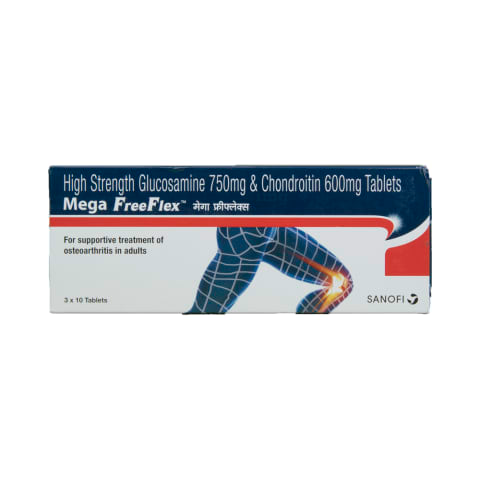 High Strength Glucosamine 750mg & Chondroitin 600mg Tablets
Mega FreeFlex™ मेगा फ्रीफ्लेक्स
For supportive treatment of
osteoarthritis in adults
3 x 10 Tablets
SANOFI